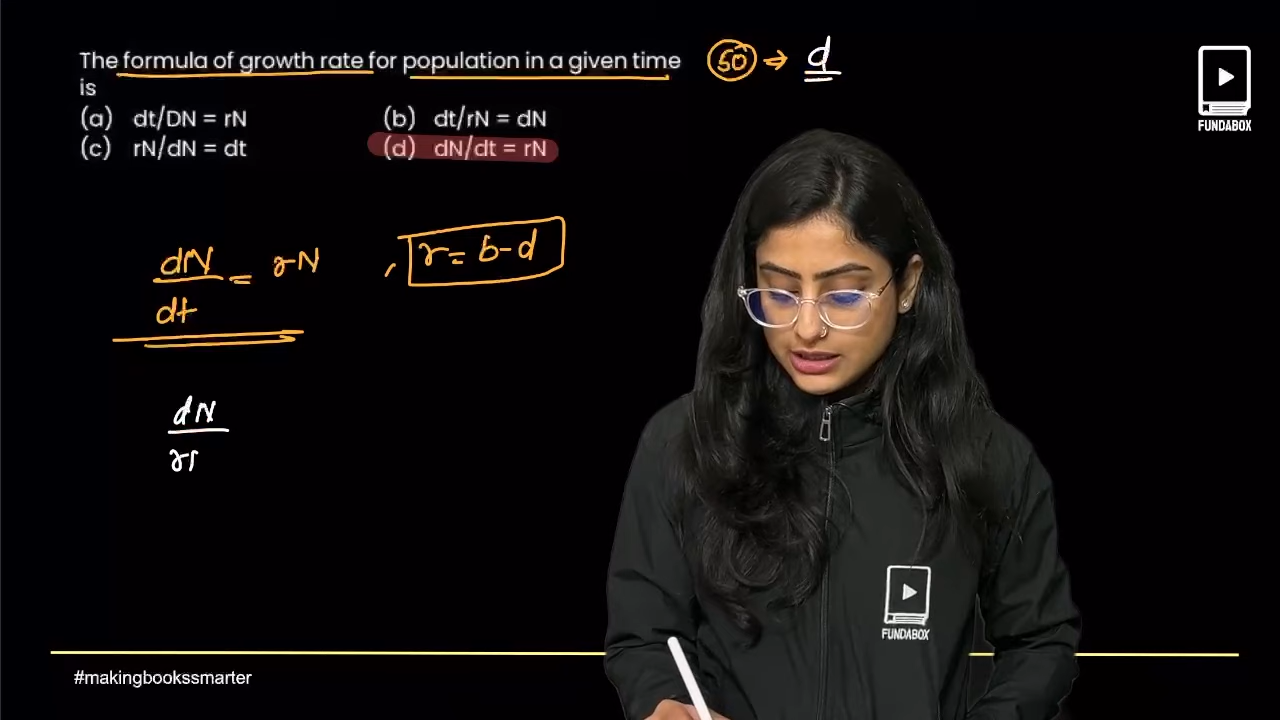 The formula of growth rate for population in a given time
is
50 ⇒ d
(a) dt/DN = rN
(b) dt/rN = dN
(c) rN/dN = dt
(d) dN/dt = rN
dN/dt = rN , r = b-d
dN
FUNDABOX
FUNDABOX
#makingbookssmarter